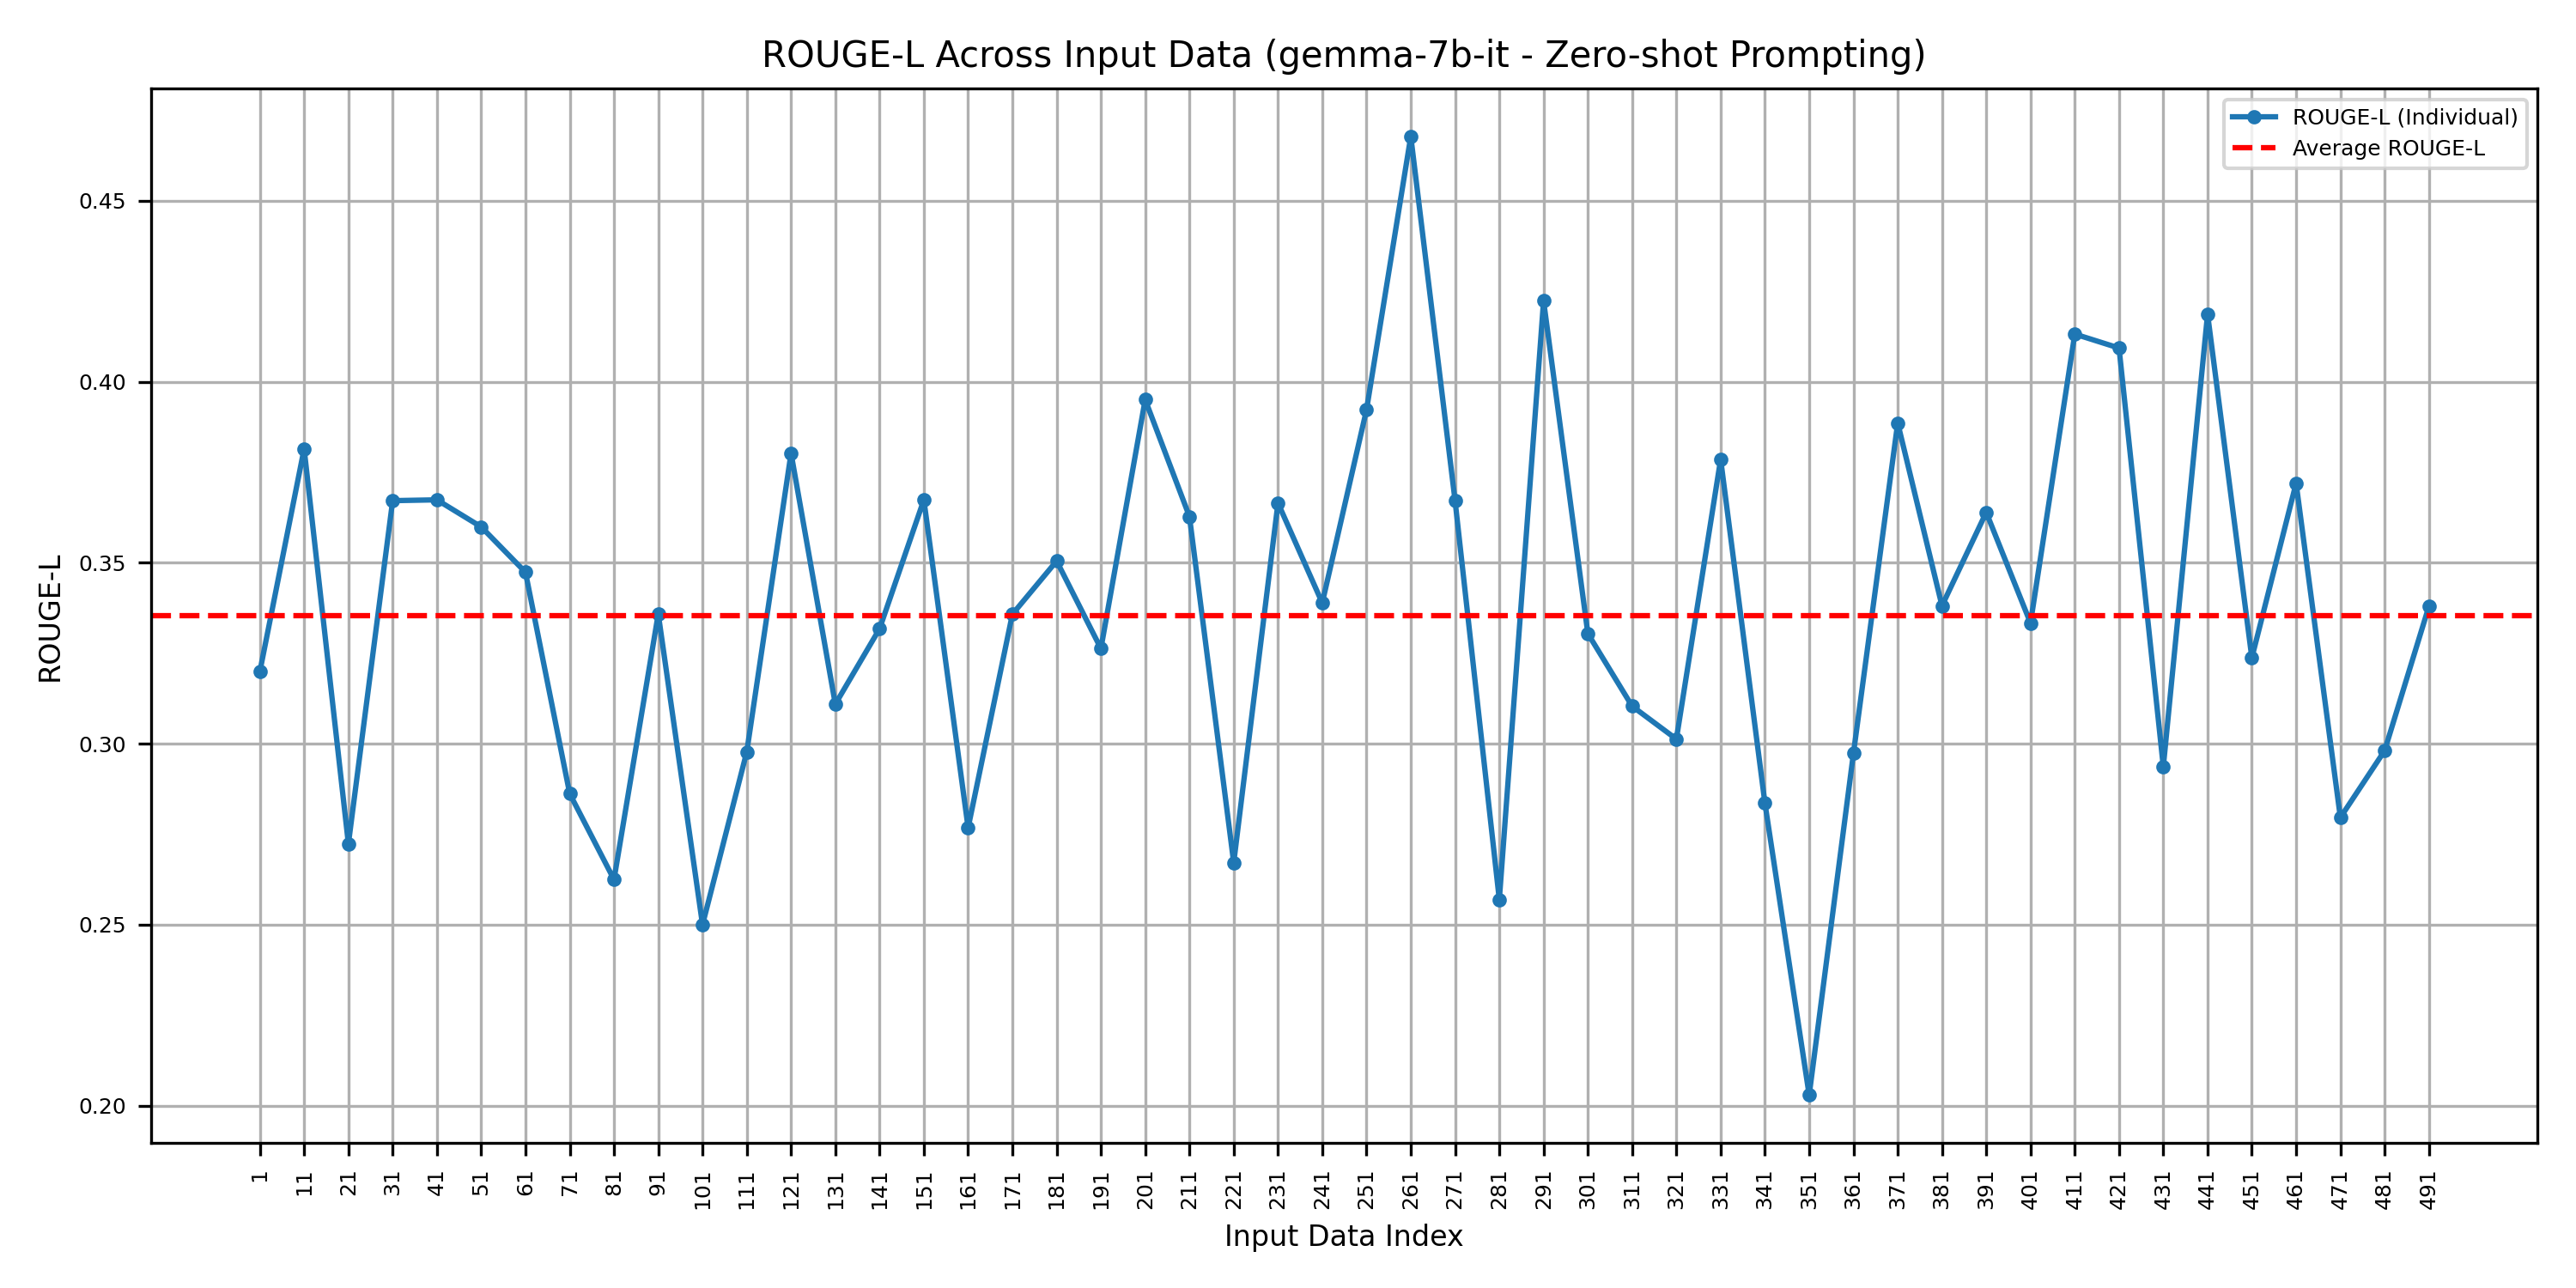 ROUGE-L Across Input Data (gemma-7b-it - Zero-shot Prompting)
ROUGE-L (Individual)
Average ROUGE-L
ROUGE-L
0.45
0.40
0.35
0.30
0.25
0.20
1 11 21 31 41 51 61 71 81 91 101 111 121 131 141 151 161 171 181 191 201 211 221 231 241 251 261 271 281 291 301 311 321 331 341 351 361 371 381 391 401 411 421 431 441 451 461 471 481 491
Input Data Index